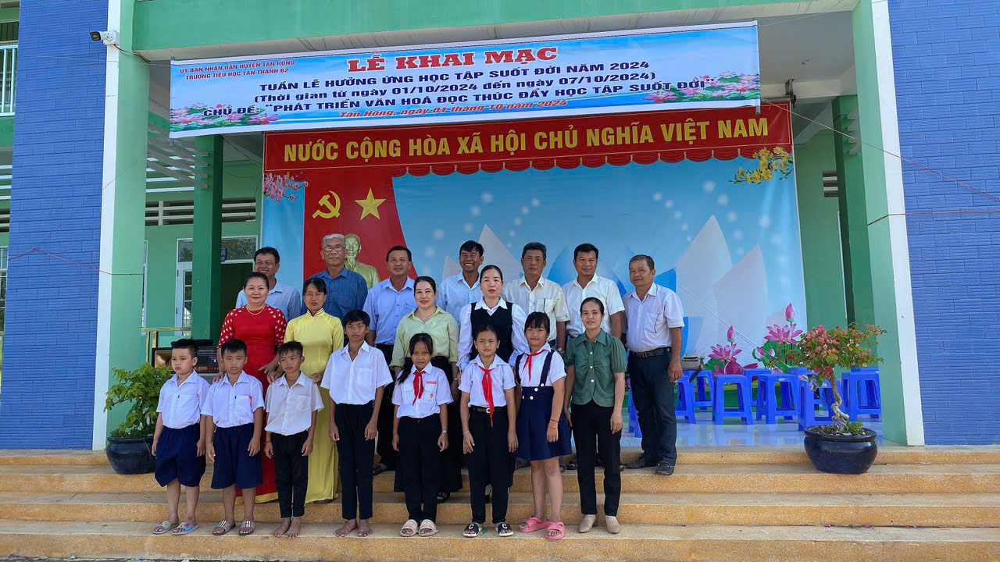 UỶ BAN NHÂN DÂN HUYỆN TÂN HỒNG
TRƯỜNG TIỂU HỌC TÂN THÀNH B2
LỄ KHAI MẠC
TUẦN LỄ HƯỞNG ỨNG HỌC TẬP SUỐT ĐỜI NĂM 2024
(Thời gian từ ngày 01/10/2024 đến ngày 07/10/2024)
CHỦ ĐỀ: "PHÁT TRIỂN VĂN HOÁ ĐỌC THÚC ĐẨY HỌC TẬP SUỐT ĐỜI"
Tân Hồng, ngày 01 tháng 10 năm 2024
NƯỚC CỘNG HÒA XÃ HỘI CHỦ NGHĨA VIỆT NAM